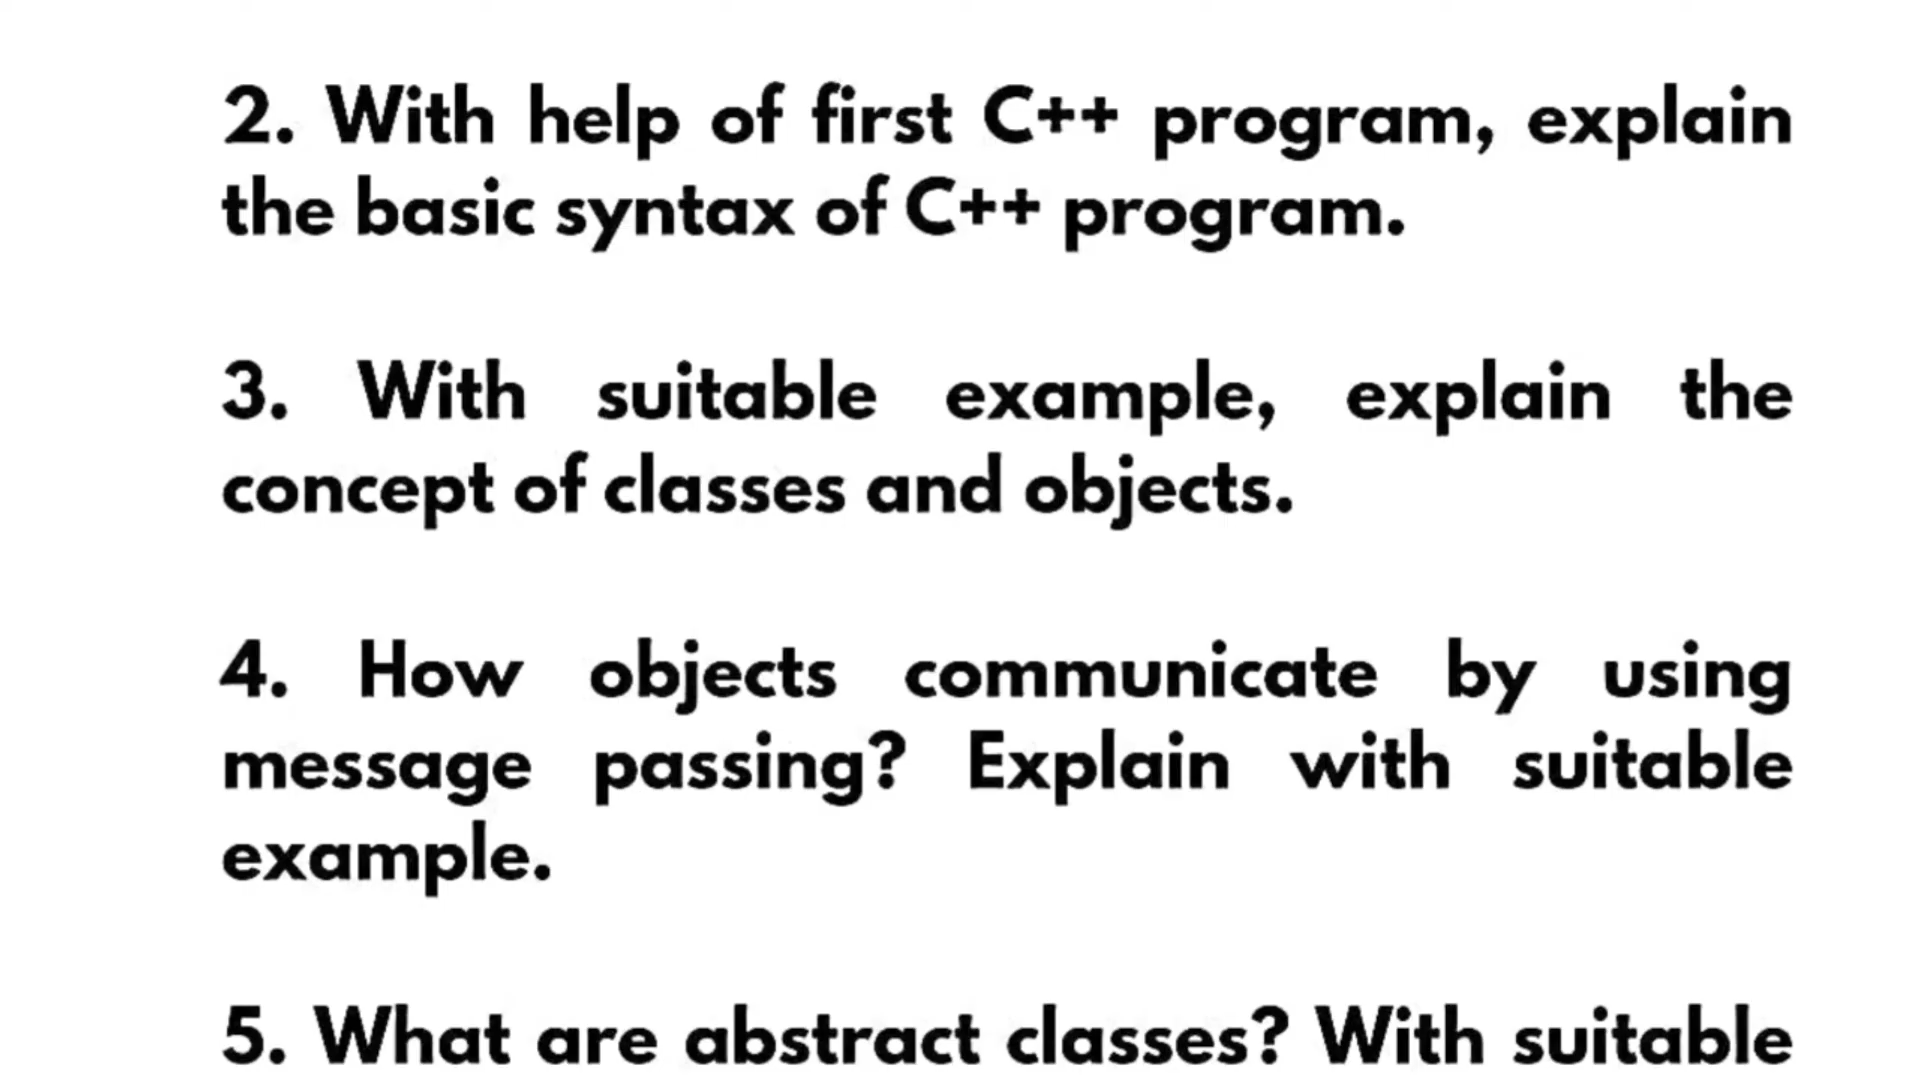 2. With help of first C++ program, explain
the basic syntax of C++ program.
3. With suitable example, explain the
concept of classes and objects.
4. How objects communicate by using
message passing? Explain with suitable
example.
5. What are abstract classes? With suitable